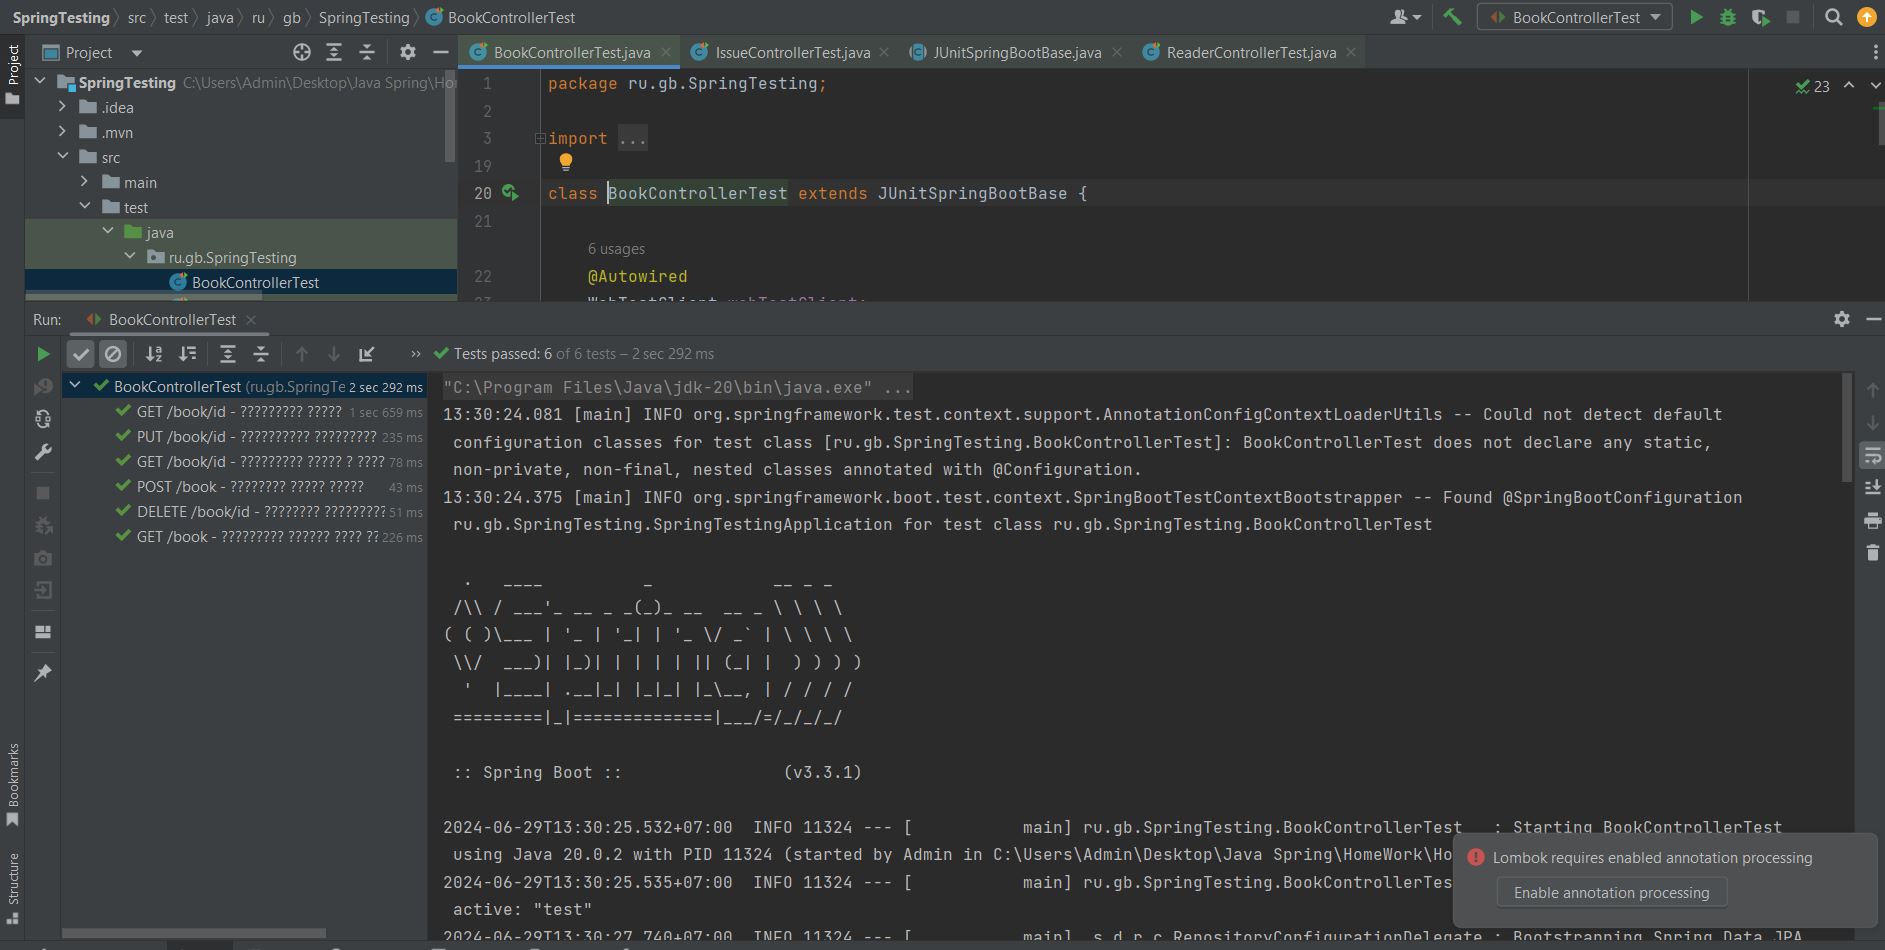 SpringTesting src test java ru gb SpringTesting BookControllerTest
BookControllerTest
Project
Project
BookControllerTest.java IssueControllerTest.java JUnitSpringBootBase.java ReaderControllerTest.java
SpringTesting C:\Users\Admin\Desktop\Java Spring\Ho
.idea
.mvn
src
main
test
java
ru.gb.SpringTesting
BookControllerTest
1 package ru.gb.SpringTesting;
2
3 import ...
19
20 class BookControllerTest extends JUnitSpringBootBase {
21
6 usages
22 @Autowired
23 WebTestClient webTestClient;
23
Run: BookControllerTest
Tests passed: 6 of 6 tests – 2 sec 292 ms
BookControllerTest (ru.gb.SpringTe 2 sec 292 ms
GET /book/id - ????????? ????? 1 sec 659 ms
PUT /book/id - ?????????? ????????? 235 ms
GET /book/id - ????????? ????? ? ???? 78 ms
POST /book - ???????? ????? ????? 43 ms
DELETE /book/id - ???????? ????????? 51 ms
GET /book - ????????? ?????? ???? ?? 226 ms
"C:\Program Files\Java\jdk-20\bin\java.exe" ...
13:30:24.081 [main] INFO org.springframework.test.context.support.AnnotationConfigContextLoaderUtils -- Could not detect default
configuration classes for test class [ru.gb.SpringTesting.BookControllerTest]: BookControllerTest does not declare any static,
non-private, non-final, nested classes annotated with @Configuration.
13:30:24.375 [main] INFO org.springframework.boot.test.context.SpringBootTestContextBootstrapper -- Found @SpringBootConfiguration
ru.gb.SpringTesting.SpringTestingApplication for test class ru.gb.SpringTesting.BookControllerTest
  .   ____          _            __ _ _
 /\\ / ___'_ __ _ _(_)_ __  __ _ \ \ \ \
( ( )\___ | '_ | '_| | '_ \/ _` | \ \ \ \
 \\/  ___)| |_)| | | | | || (_| |  ) ) ) )
  '  |____| .__|_| |_|_| |_\__, | / / / /
 =========|_|==============|___/=/_/_/_/
:: Spring Boot :: (v3.3.1)
2024-06-29T13:30:25.532+07:00 INFO 11324 --- [ main] ru.gb.SpringTesting.BookControllerTest : Starting BookControllerTest
using Java 20.0.2 with PID 11324 (started by Admin in C:\Users\Admin\Desktop\Java Spring\HomeWork\Ho
2024-06-29T13:30:25.535+07:00 INFO 11324 --- [ main] ru.gb.SpringTesting.BookControllerTes
active: "test"
2024-06-29T13:30:27.740+07:00 INFO 11324 --- [ main] .s.d.r.c.RepositoryConfigurationDelegate : Bootstrapping Spring Data JPA
Lombok requires enabled annotation processing
Enable annotation processing
Bookmarks
Structure